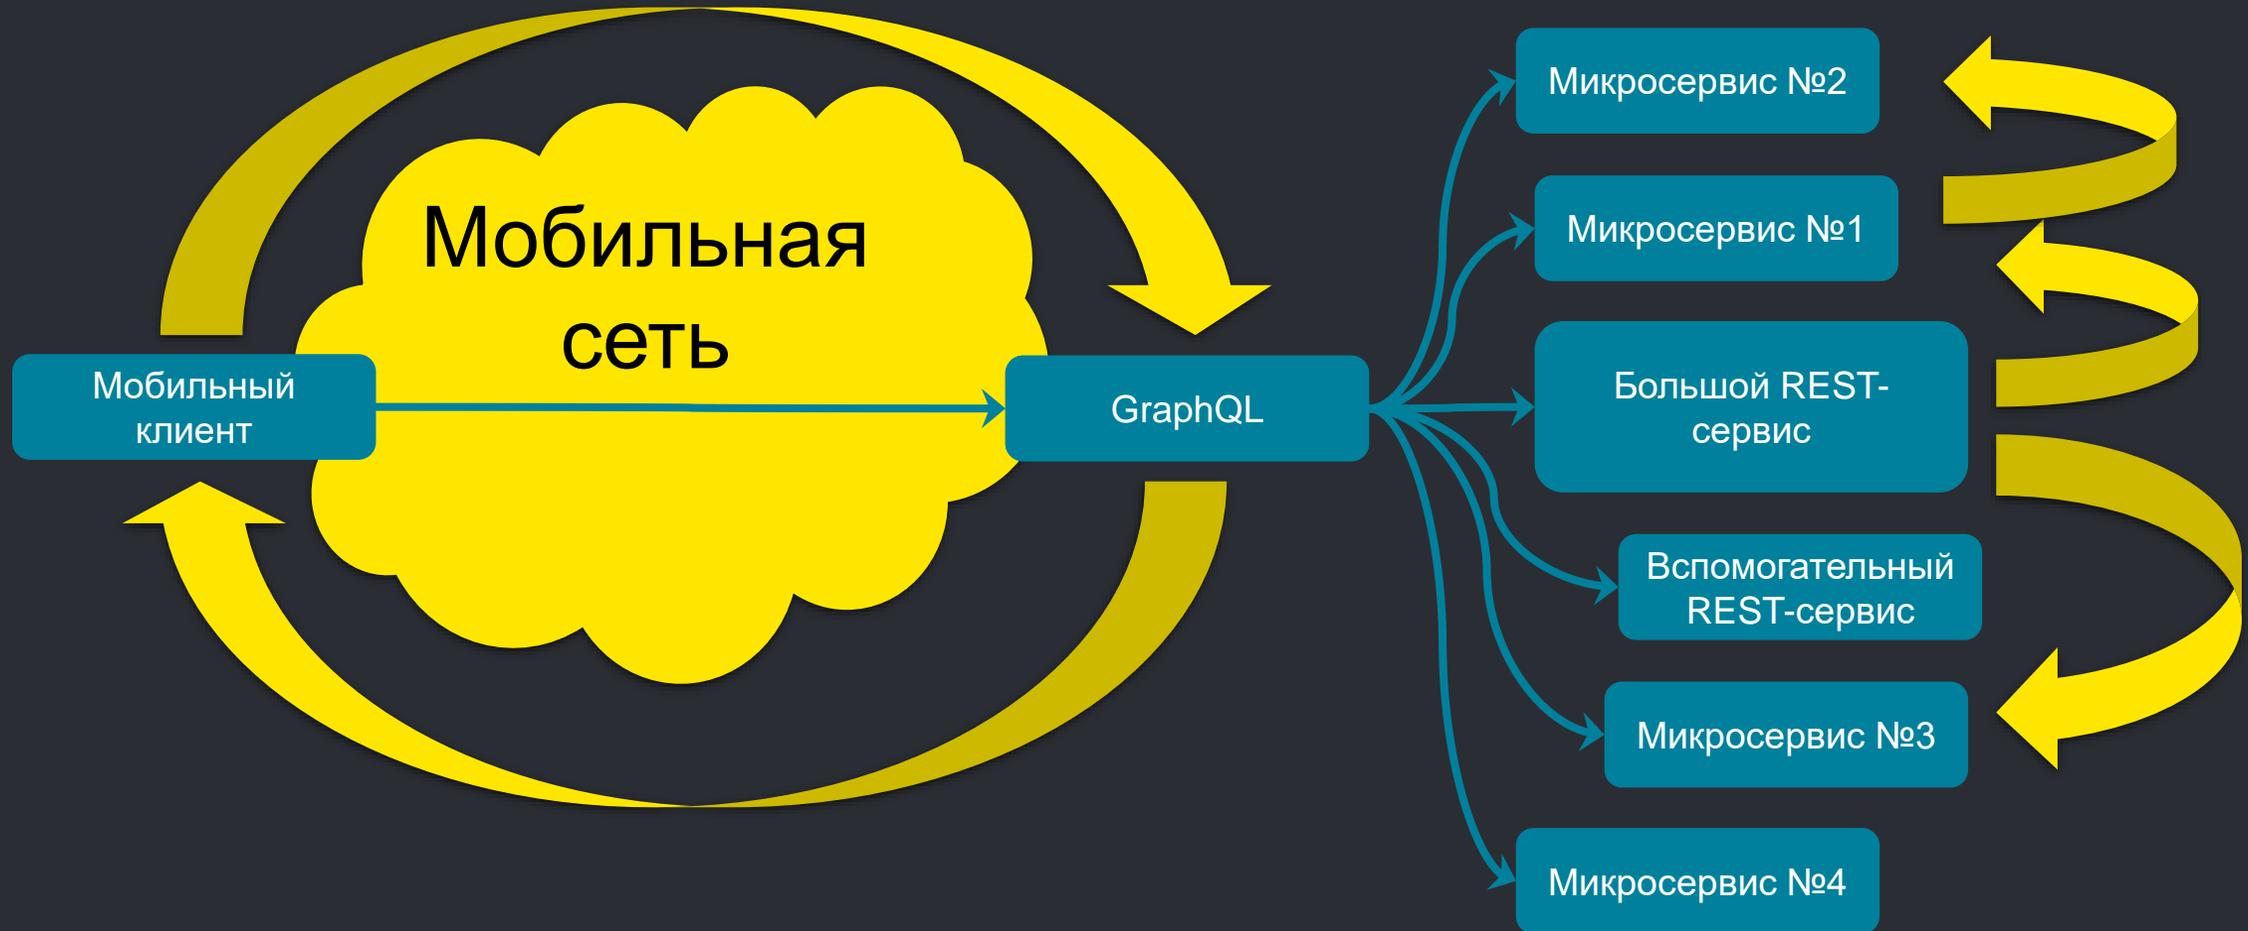 Мобильная
сеть
Мобильный
клиент
GraphQL
Микросервис №2
Микросервис №1
Большой REST-
сервис
Вспомогательный
REST-сервис
Микросервис №3
Микросервис №4